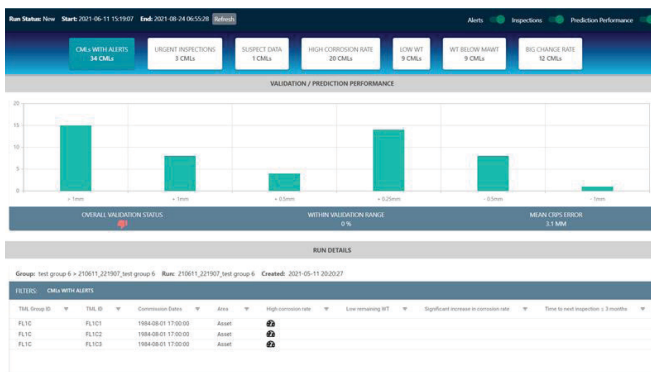 Run Status: New Start: 2021-06-11 15:19:07 End: 2021-08-24 06:55:28 Refresh Alerts Inspections Prediction Performance
CMLs WITH ALERTS URGENT INSPECTIONS SUSPECT DATA HIGH CORROSION RATE LOW WT WT BELOW MAWT BIG CHANGE RATE
34 CMLs 3 CMLs 1 CMLs 20 CMLs 9 CMLs 9 CMLs 12 CMLs
VALIDATION / PREDICTION PERFORMANCE
20
15
10
5
0
+ 1mm + 0.5mm + 0.25mm - 0.5mm - 1mm
OVERALL VALIDATION STATUS WITHIN VALIDATION RANGE MEAN CRPS ERROR
0 % 3.1 MM
RUN DETAILS
Group: test group 6 > 210611_221907_test group 6 Run: 210611_221907_test group 6 Created: 2021-05-11 20:20:27
FILTERS: CMLs WITH ALERTS
TML Group ID TML ID Commission Dates Area High corrosion rate Low remaining WT Significant increase in corrosion rate Time to next inspection ≤ 3 months
FL1C FL1C1 1984-08-01 17:00:00 Asset
FL1C FL1C2 1984-08-01 17:00:00 Asset
FL1C FL1C3 1984-08-01 17:00:00 Asset